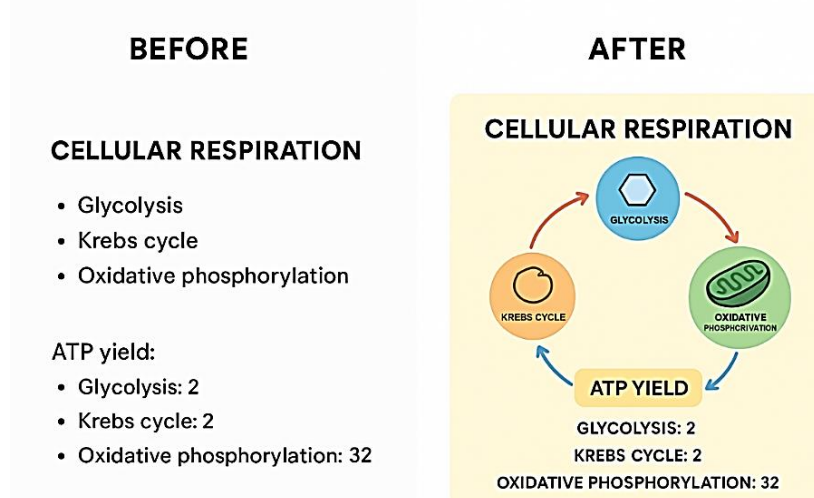 BEFORE
CELLULAR RESPIRATION
• Glycolysis
• Krebs cycle
• Oxidative phosphorylation
ATP yield:
• Glycolysis: 2
• Krebs cycle: 2
• Oxidative phosphorylation: 32
AFTER
CELLULAR RESPIRATION
GLYCOLYSIS
KREBS CYCLE
OXIDATIVE
PHOSPHCRIVATION
ATP YIELD
GLYCOLYSIS: 2
KREBS CYCLE: 2
OXIDATIVE PHOSPHORYLATION: 32